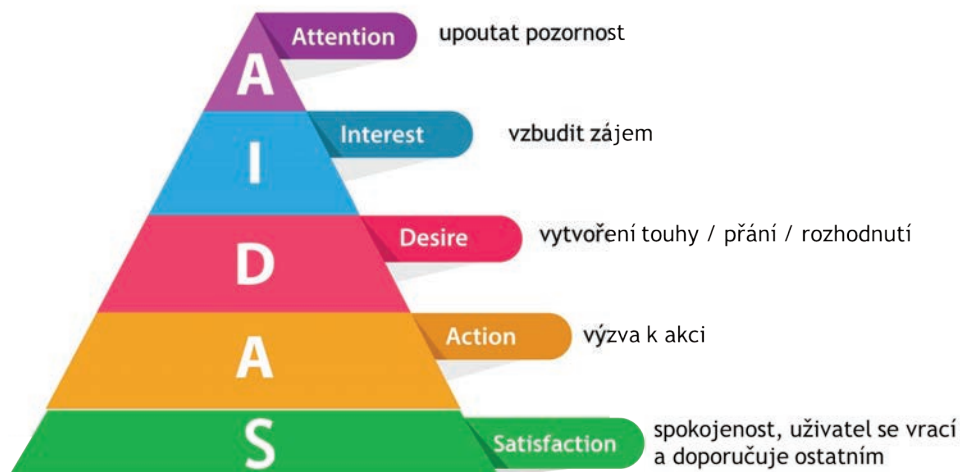 Attention
upoutat pozornost
A
Interest
vzbudit zájem
I
Desire
vytvoření touhy / přání / rozhodnutí
D
Action
výzva k akci
A
Satisfaction
spokojenost, uživatel se vrací
a doporučuje ostatním
S